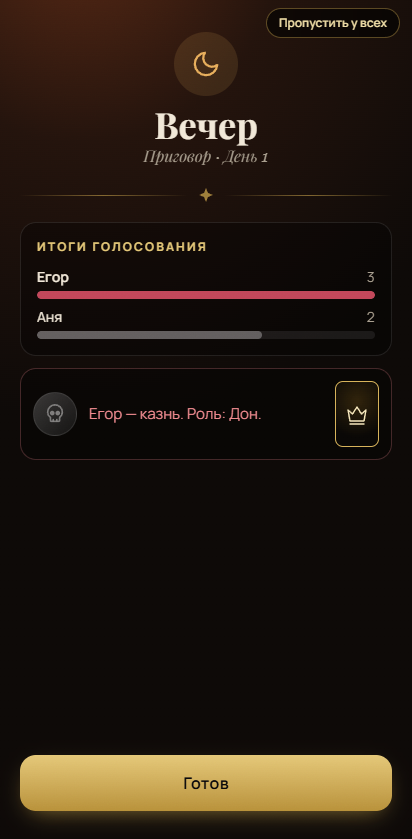 Пропустить у всех
Вечер
Приговор · День 1
ИТОГИ ГОЛОСОВАНИЯ
Егор 3
Аня 2
Егор — казнь. Роль: Дон.
Готов